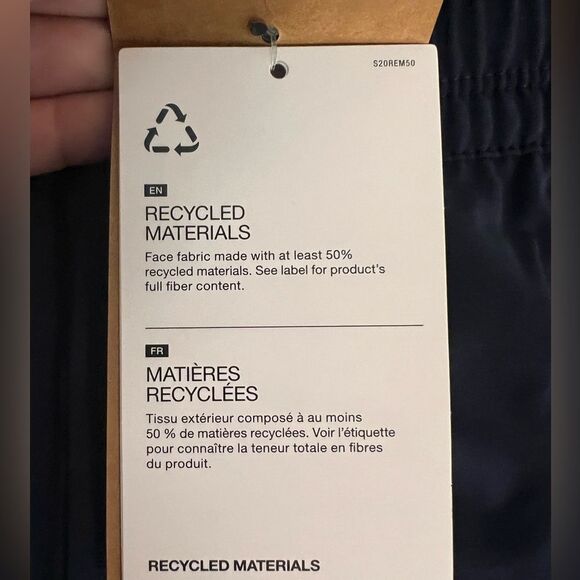 S20REM50
EN
RECYCLED
MATERIALS
Face fabric made with at least 50%
recycled materials. See label for product's
full fiber content.
FR
MATIÈRES
RECYCLÉES
Tissu extérieur composé à au moins
50 % de matières recyclées. Voir l'étiquette
pour connaître la teneur totale en fibres
du produit.
RECYCLED MATERIALS